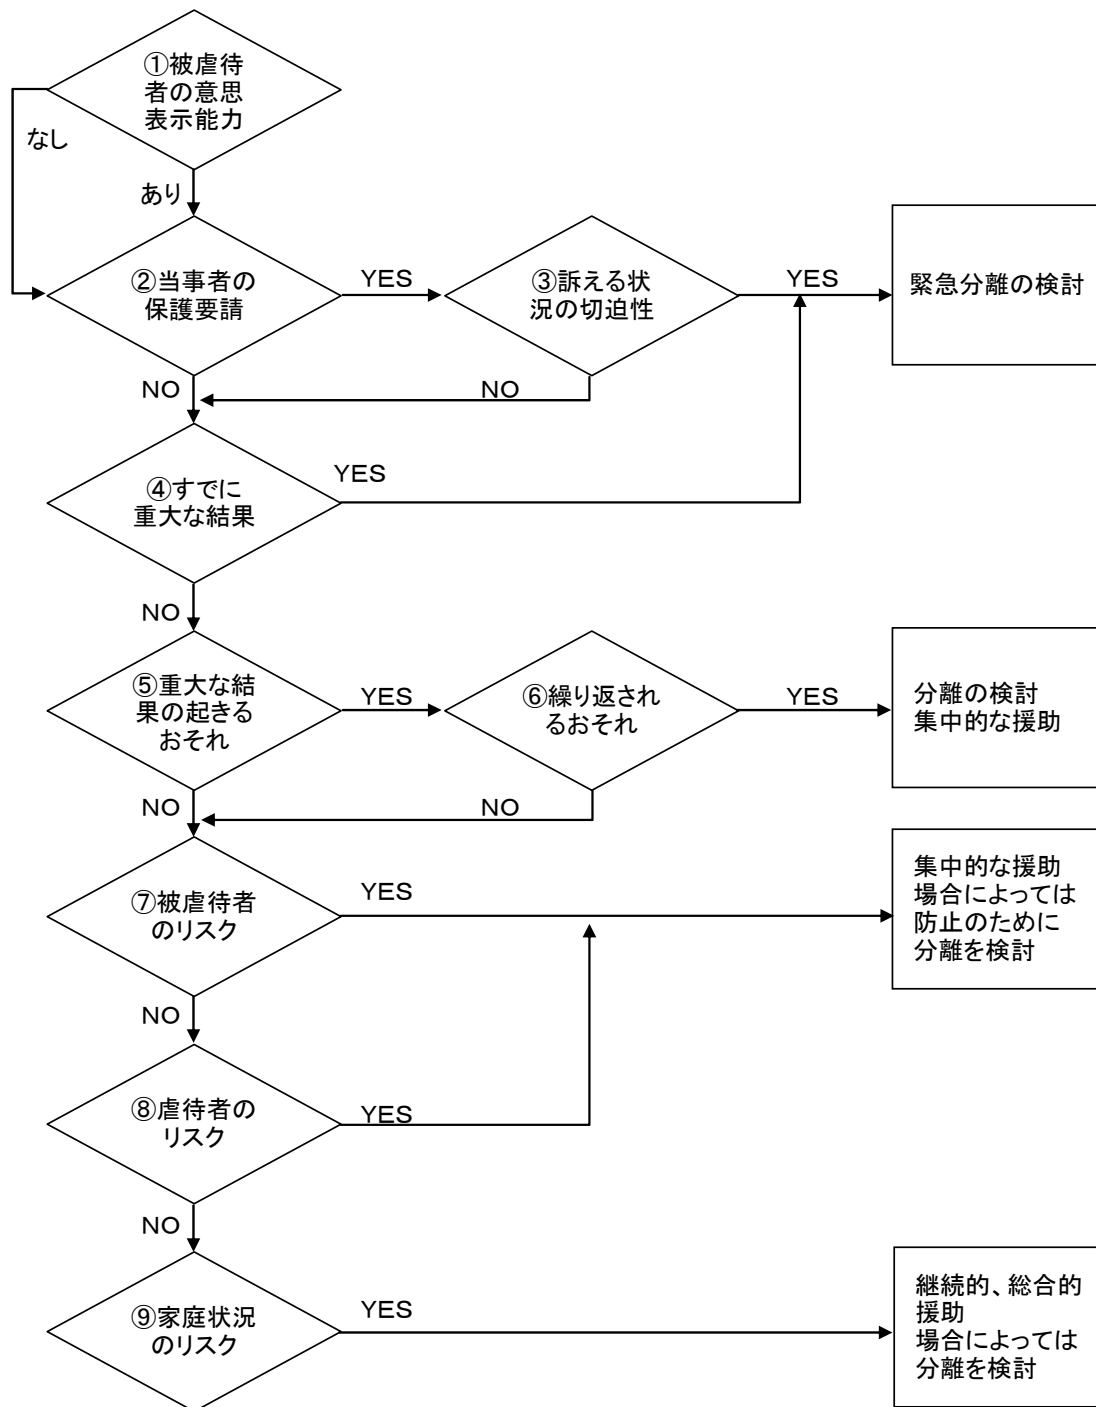 ①被虐待
者の意思
表示能力
なし
あり
②当事者の
保護要請
YES
③訴える状
況の切迫性
YES
緊急分離の検討
NO
NO
④すでに
重大な結果
YES
NO
⑤重大な結
果の起きる
おそれ
YES
⑥繰り返され
るおそれ
YES
分離の検討
集中的な援助
NO
NO
⑦被虐待者
のリスク
YES
集中的な援助
場合によっては
防止のために
分離を検討
NO
⑧虐待者の
リスク
YES
NO
⑨家庭状況
のリスク
YES
継続的、総合的
援助
場合によっては
分離を検討